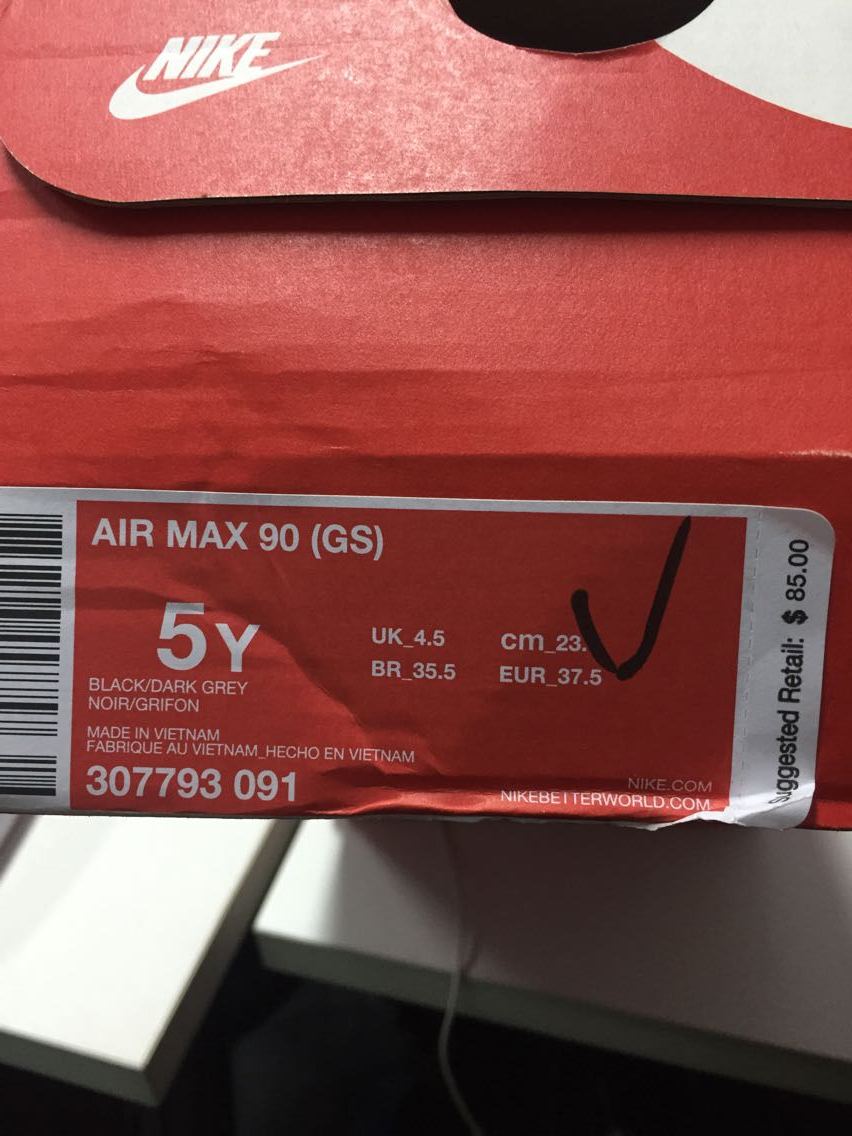 NIKE
AIR MAX 90 (GS)
5Y
UK_4.5
cm_23.
BR_35.5
EUR_37.5
BLACK/DARK GREY
NOIR/GRIFON
MADE IN VIETNAM
FABRIQUE AU VIETNAM_HECHO EN VIETNAM
307793 091
NIKE.COM
NIKEBETTERWORLD.COM
Suggested Retail: $ 85.00